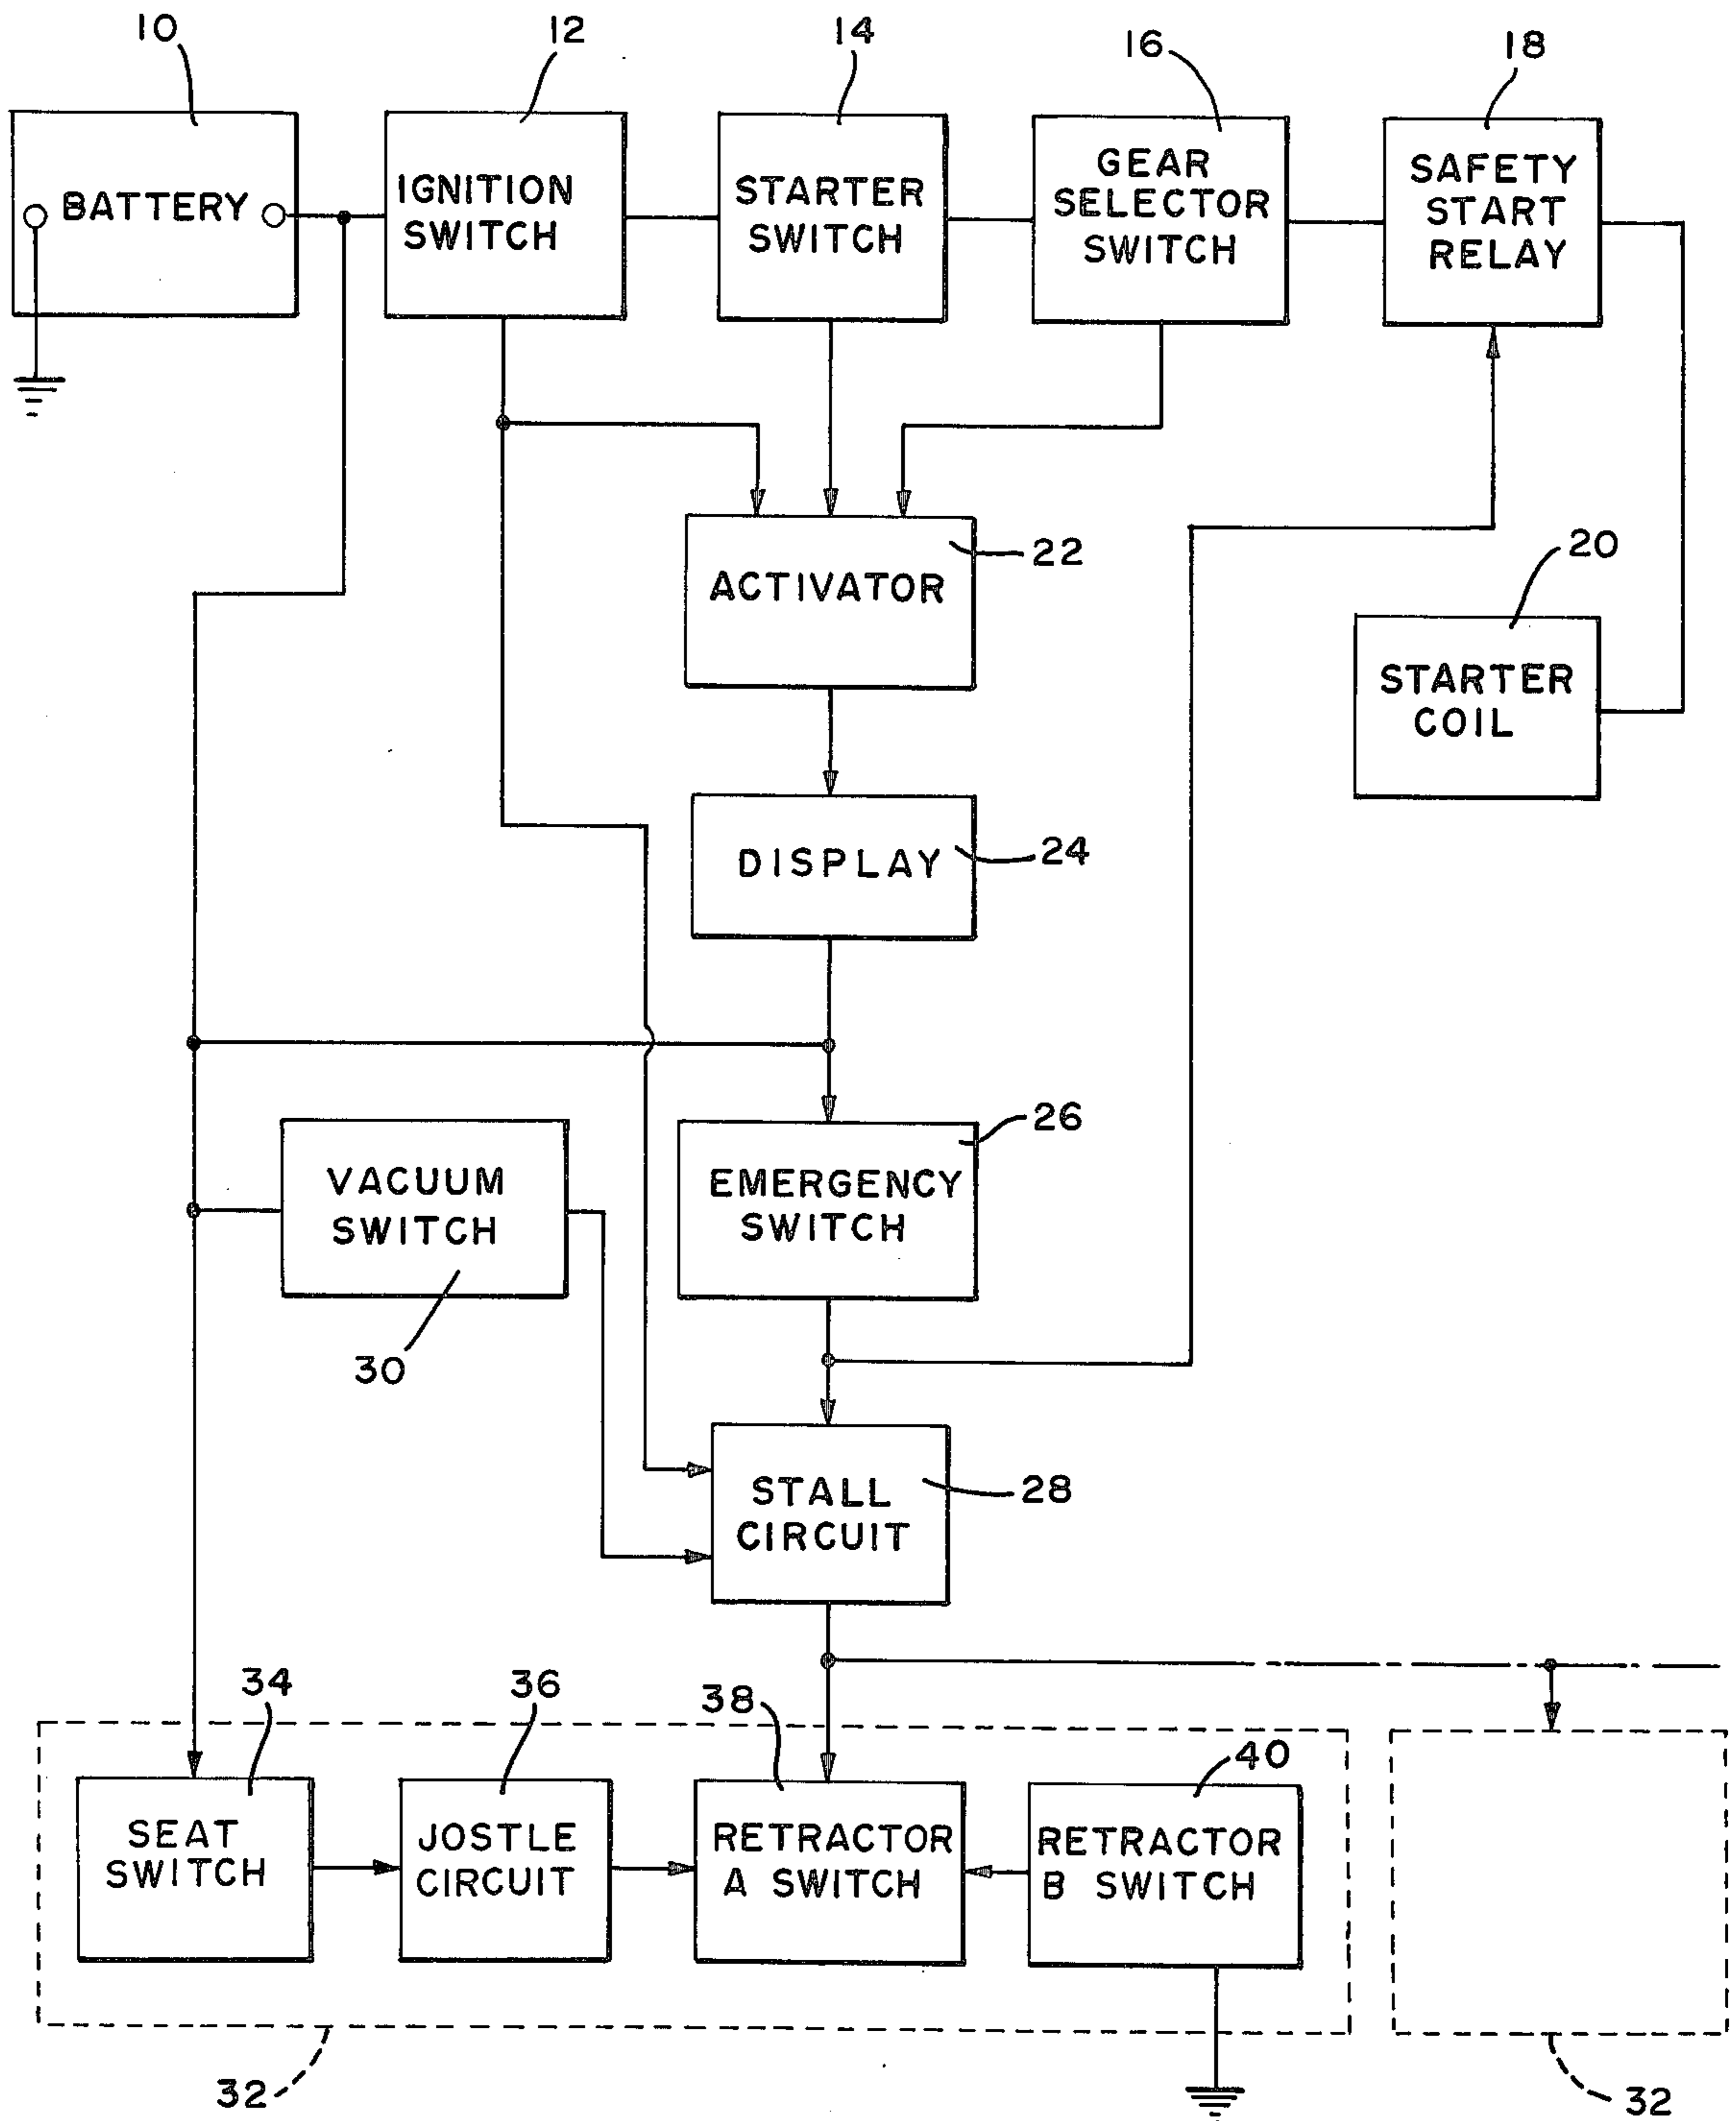 10
12
14
16
18
BATTERY
IGNITION
SWITCH
STARTER
SWITCH
GEAR
SELECTOR
SWITCH
SAFETY
START
RELAY
22
ACTIVATOR
20
STARTER
COIL
24
DISPLAY
26
EMERGENCY
SWITCH
VACUUM
SWITCH
30
28
STALL
CIRCUIT
34
36
38
40
SEAT
SWITCH
JOSTLE
CIRCUIT
RETRACTOR
A SWITCH
RETRACTOR
B SWITCH
32
32